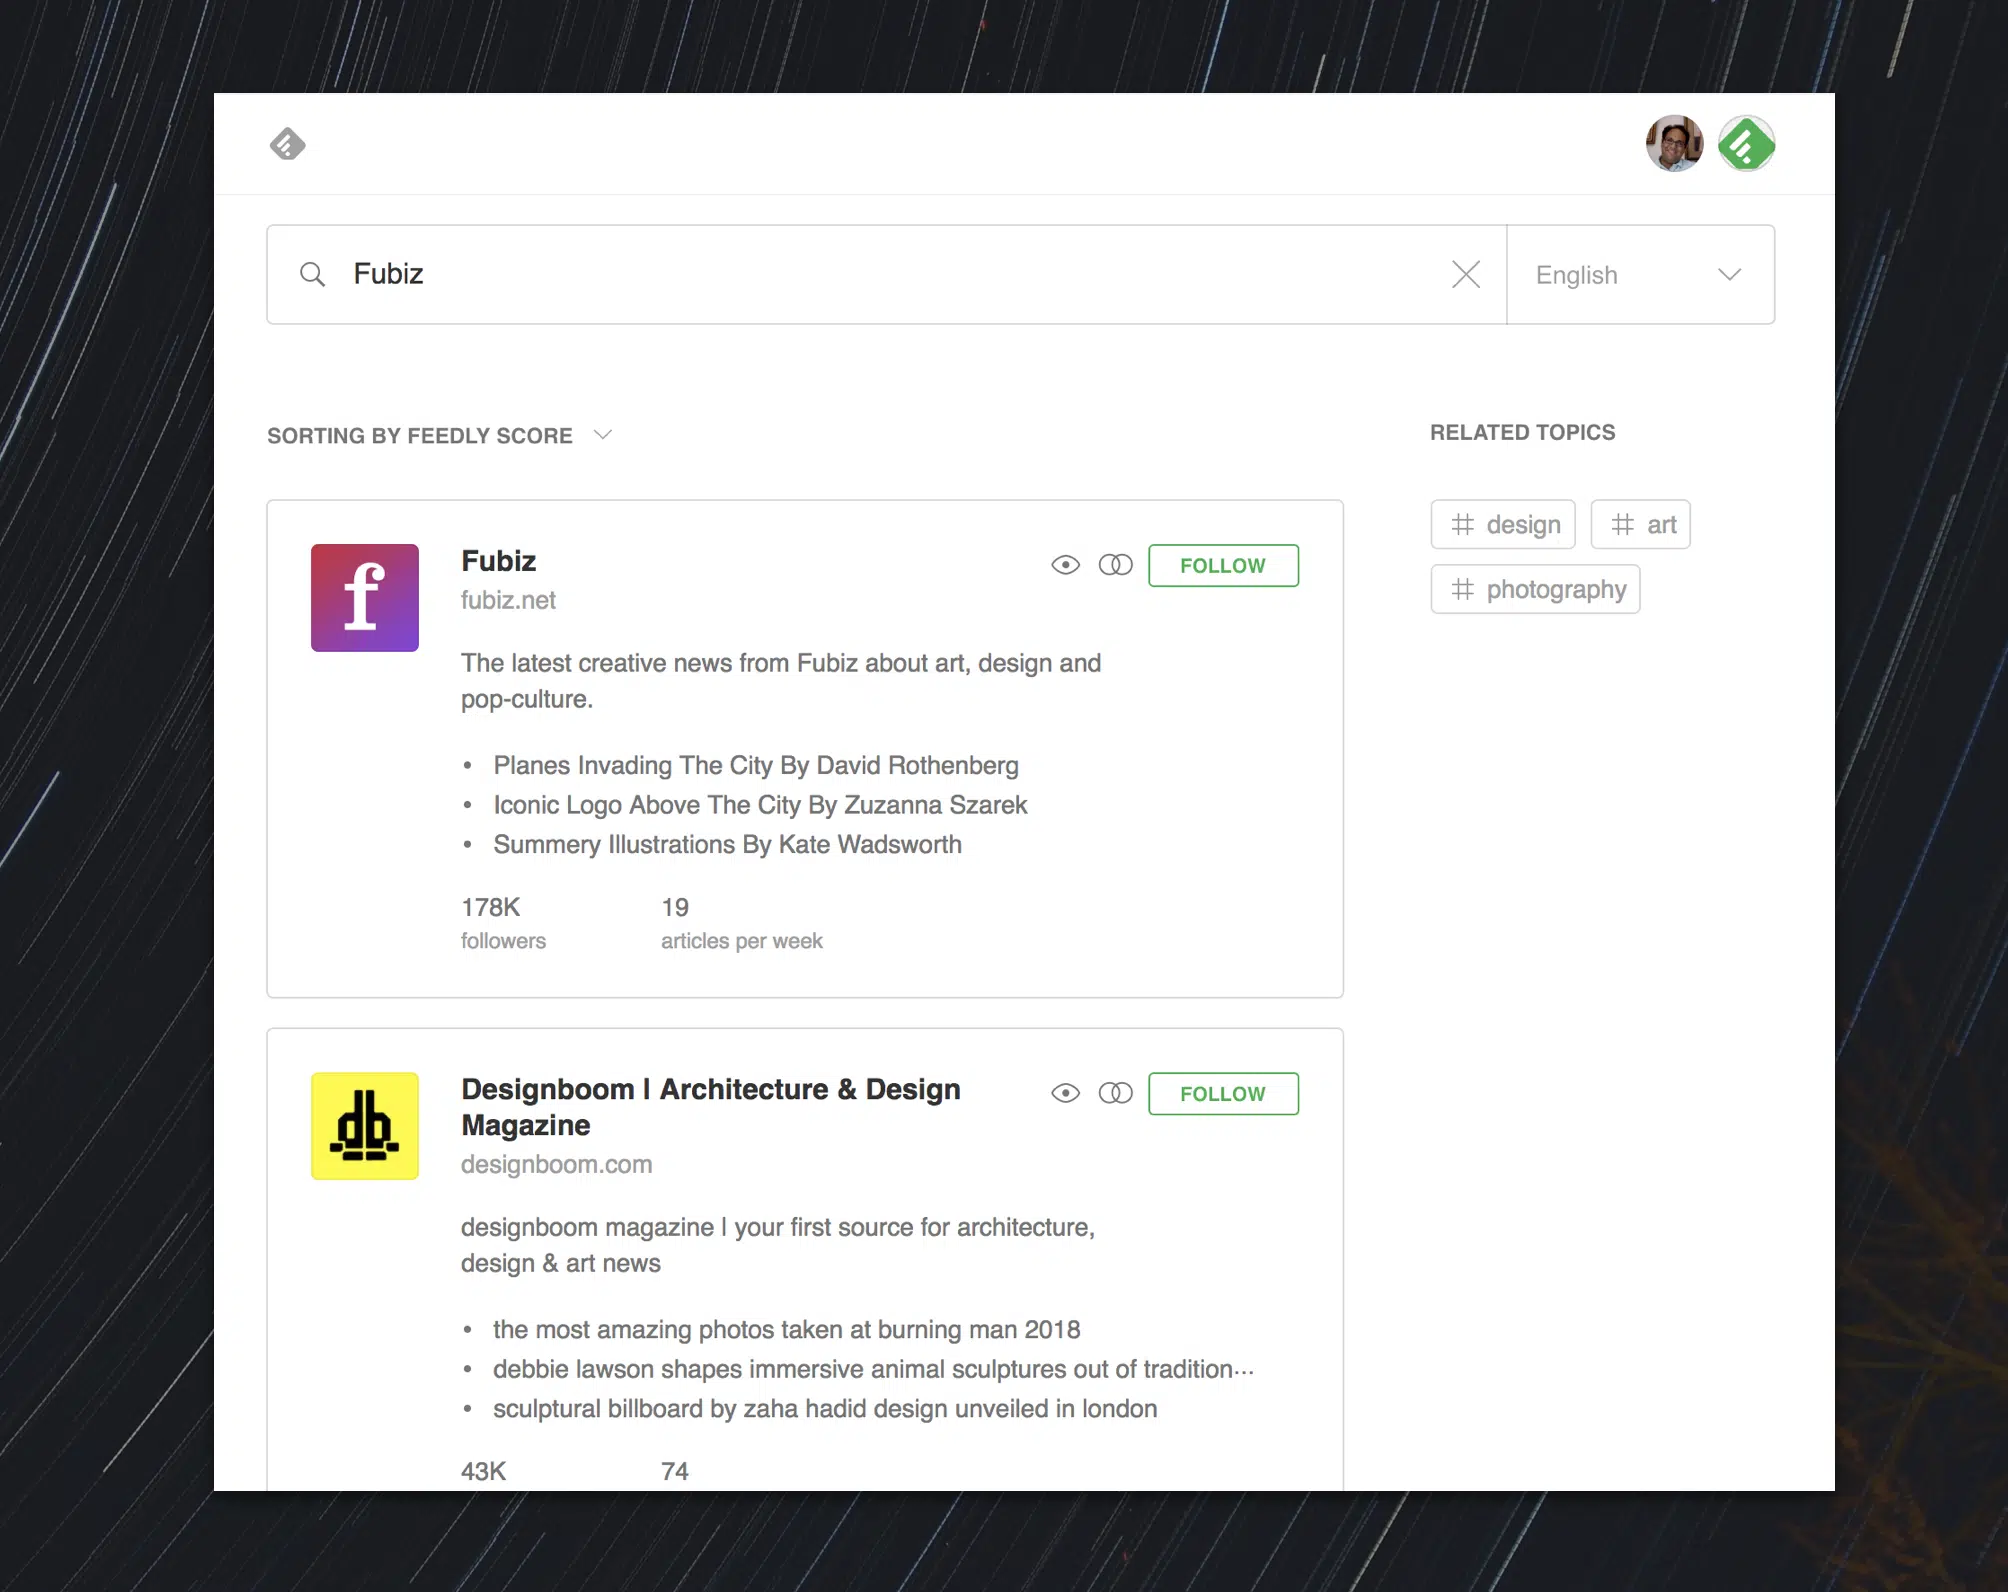 Fubiz
English
SORTING BY FEEDLY SCORE
RELATED TOPICS
# design
# art
# photography
f
Fubiz
FOLLOW
fubiz.net
The latest creative news from Fubiz about art, design and
pop-culture.
• Planes Invading The City By David Rothenberg
• Iconic Logo Above The City By Zuzanna Szarek
• Summery Illustrations By Kate Wadsworth
178K
19
followers
articles per week
db
Designboom | Architecture & Design
Magazine
FOLLOW
designboom.com
designboom magazine | your first source for architecture,
design & art news
• the most amazing photos taken at burning man 2018
• debbie lawson shapes immersive animal sculptures out of tradition···
• sculptural billboard by zaha hadid design unveiled in london
43K
74